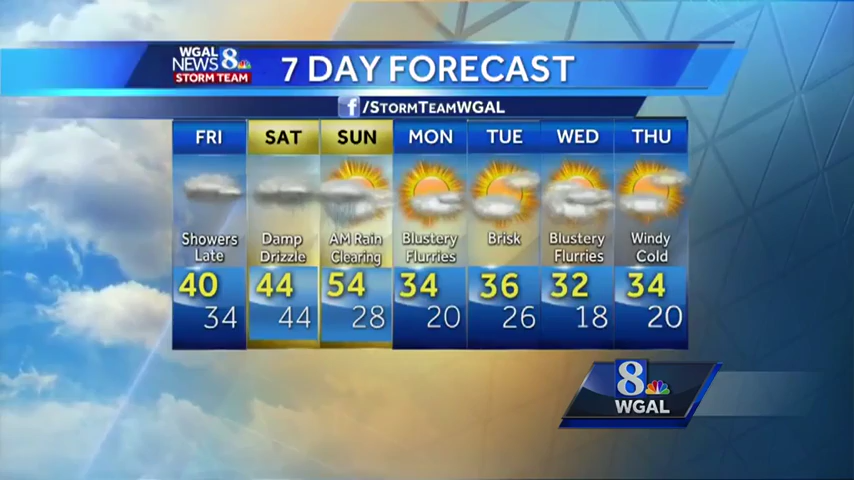 WGAL
NEWS 8
STORM TEAM
7 DAY FORECAST
f /STORMTEAMWGAL
FRI SAT SUN MON TUE WED THU
Showers Damp AM Rain Blustery Brisk Blustery Windy
Late Drizzle Clearing Flurries Flurries Cold
40 44 54 34 36 32 34
34 44 28 20 26 18 20
8
WGAL